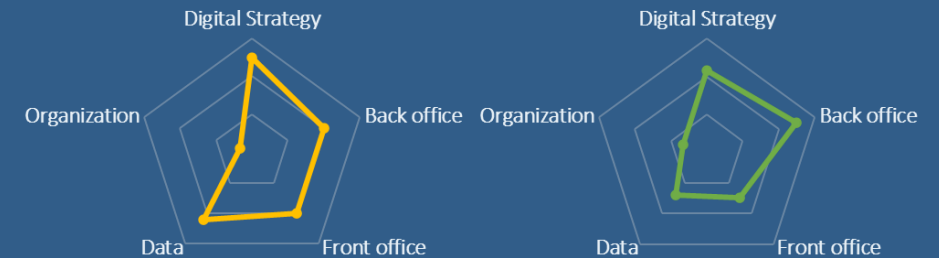 Digital Strategy
Organization
Back office
Data
Front office
Digital Strategy
Organization
Back office
Data
Front office